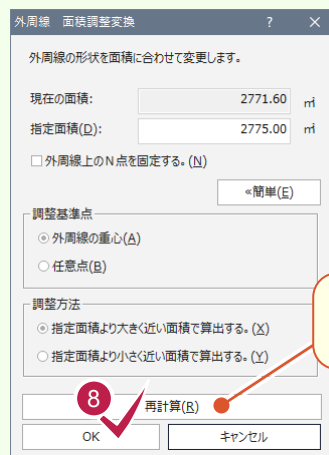 外周線 面積調整変換 ? ×
外周線の形状を面積に合わせて変更します。
現在の面積: 2771.60 ㎡
指定面積(D): 2775.00 ㎡
外周線上のN点を固定する。(N)
«簡単(E)
調整基準点
外周線の重心(A)
任意点(B)
調整方法
指定面積より大きく近い面積で算出する。(X)
指定面積より小さく近い面積で算出する。(Y)
8 再計算(R)
OK キャンセル